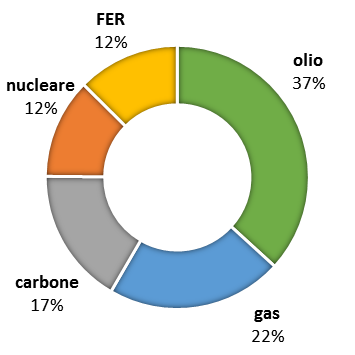 FER
12%
olio
37%
nucleare
12%
carbone
17%
gas
22%